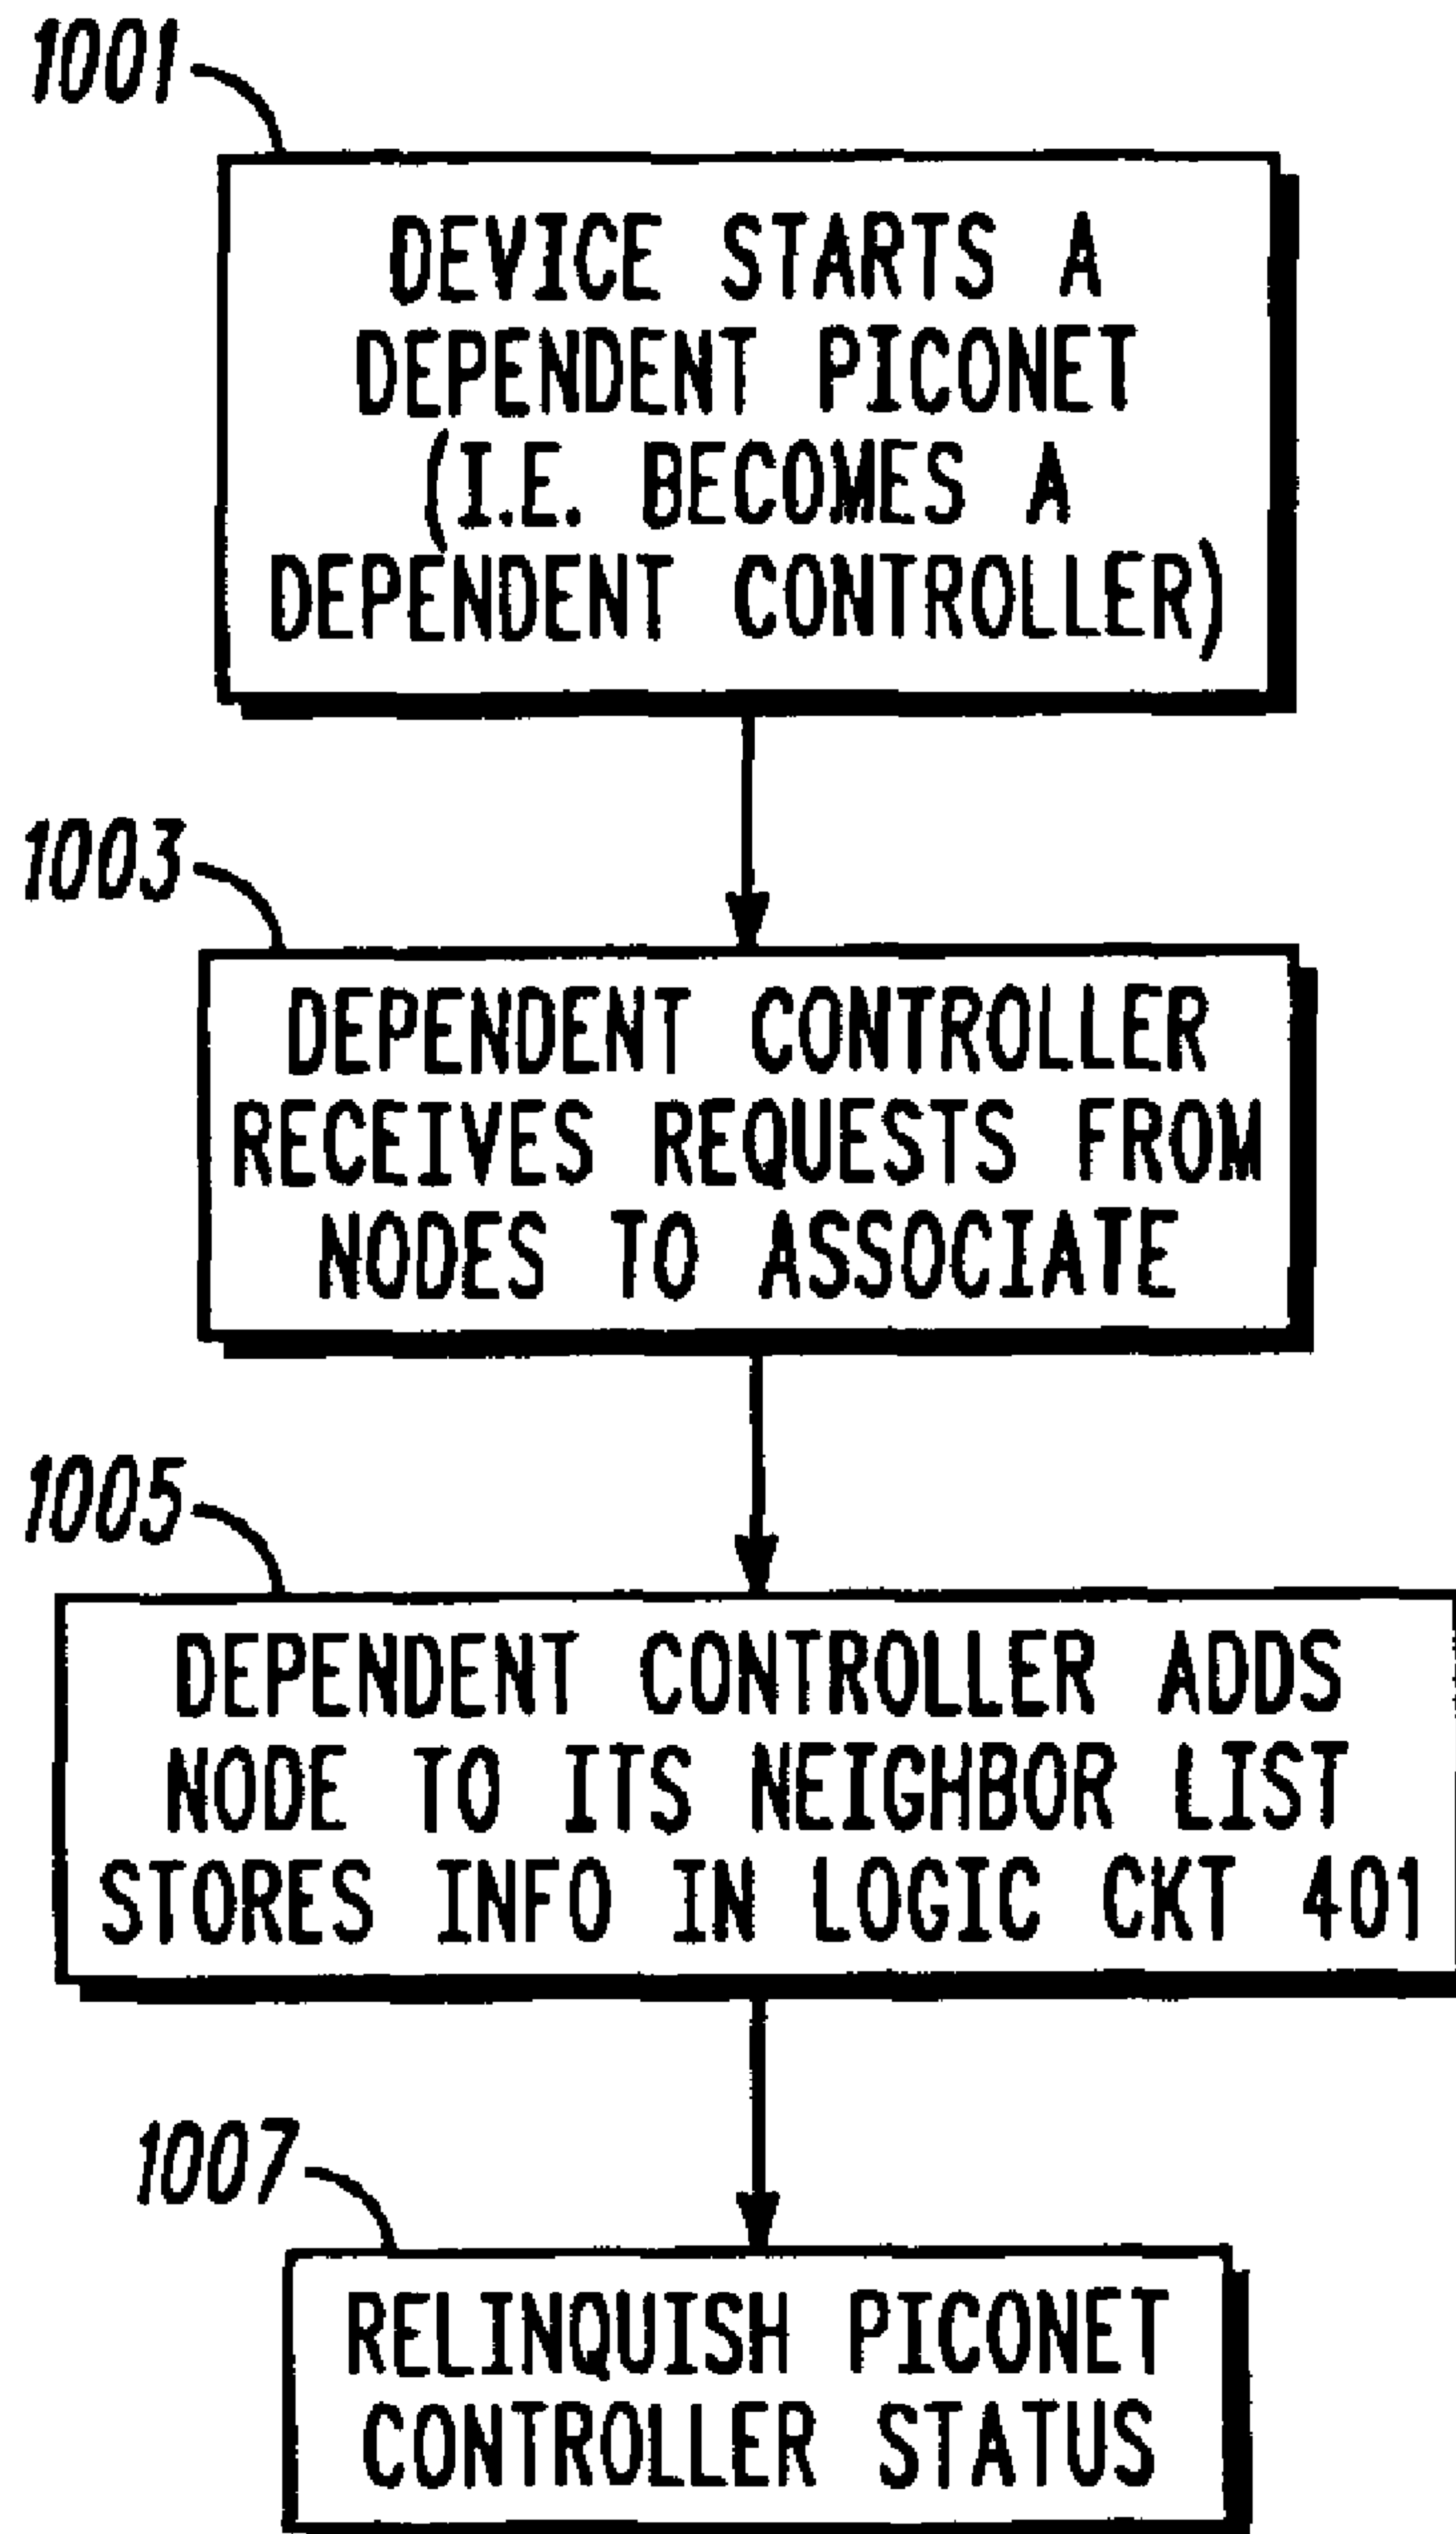 1001
DEVICE STARTS A
DEPENDENT PICONET
(I.E. BECOMES A
DEPENDENT CONTROLLER)
1003
DEPENDENT CONTROLLER
RECEIVES REQUESTS FROM
NODES TO ASSOCIATE
1005
DEPENDENT CONTROLLER ADDS
NODE TO ITS NEIGHBOR LIST
STORES INFO IN LOGIC CKT 401
1007
RELINQUISH PICONET
CONTROLLER STATUS